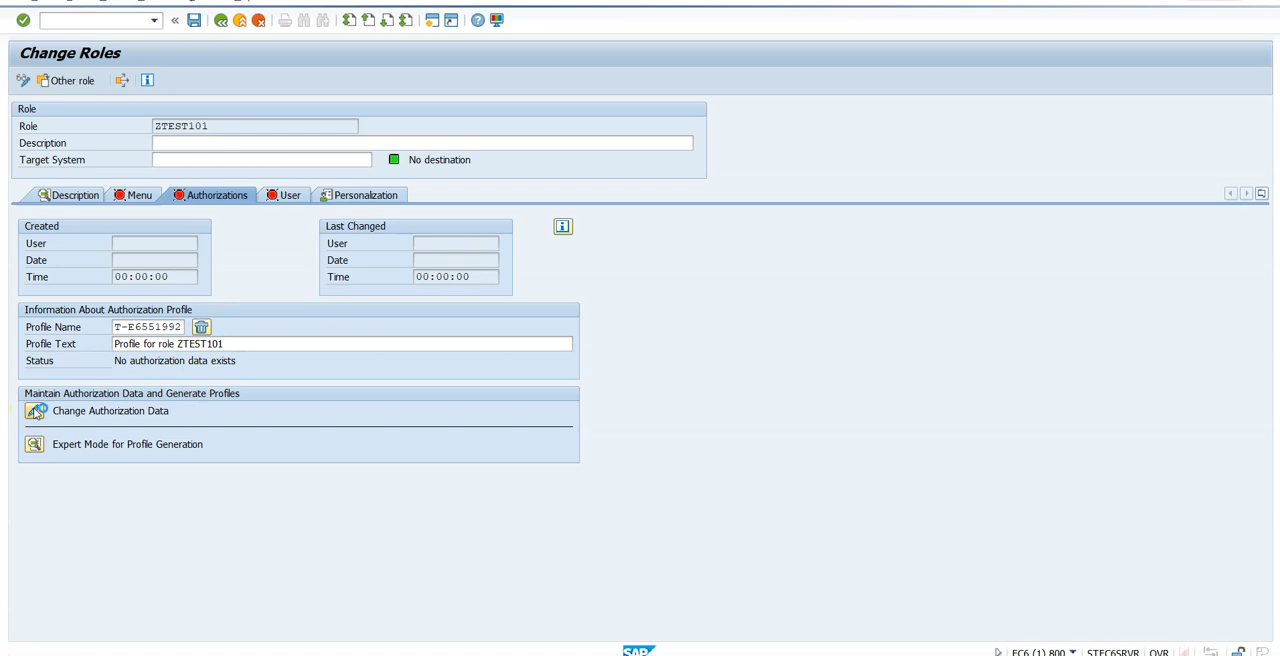 Change Roles
Other role
Role
Role ZTEST101
Description
Target System No destination
Description Menu Authorizations User Personalization
Created Last Changed
User User
Date Date
Time 00:00:00 Time 00:00:00
Information About Authorization Profile
Profile Name T-E6551992
Profile Text Profile for role ZTEST101
Status No authorization data exists
Maintain Authorization Data and Generate Profiles
Change Authorization Data
Expert Mode for Profile Generation
SAP EC6 (1) 800 STEC6SRVR OVR